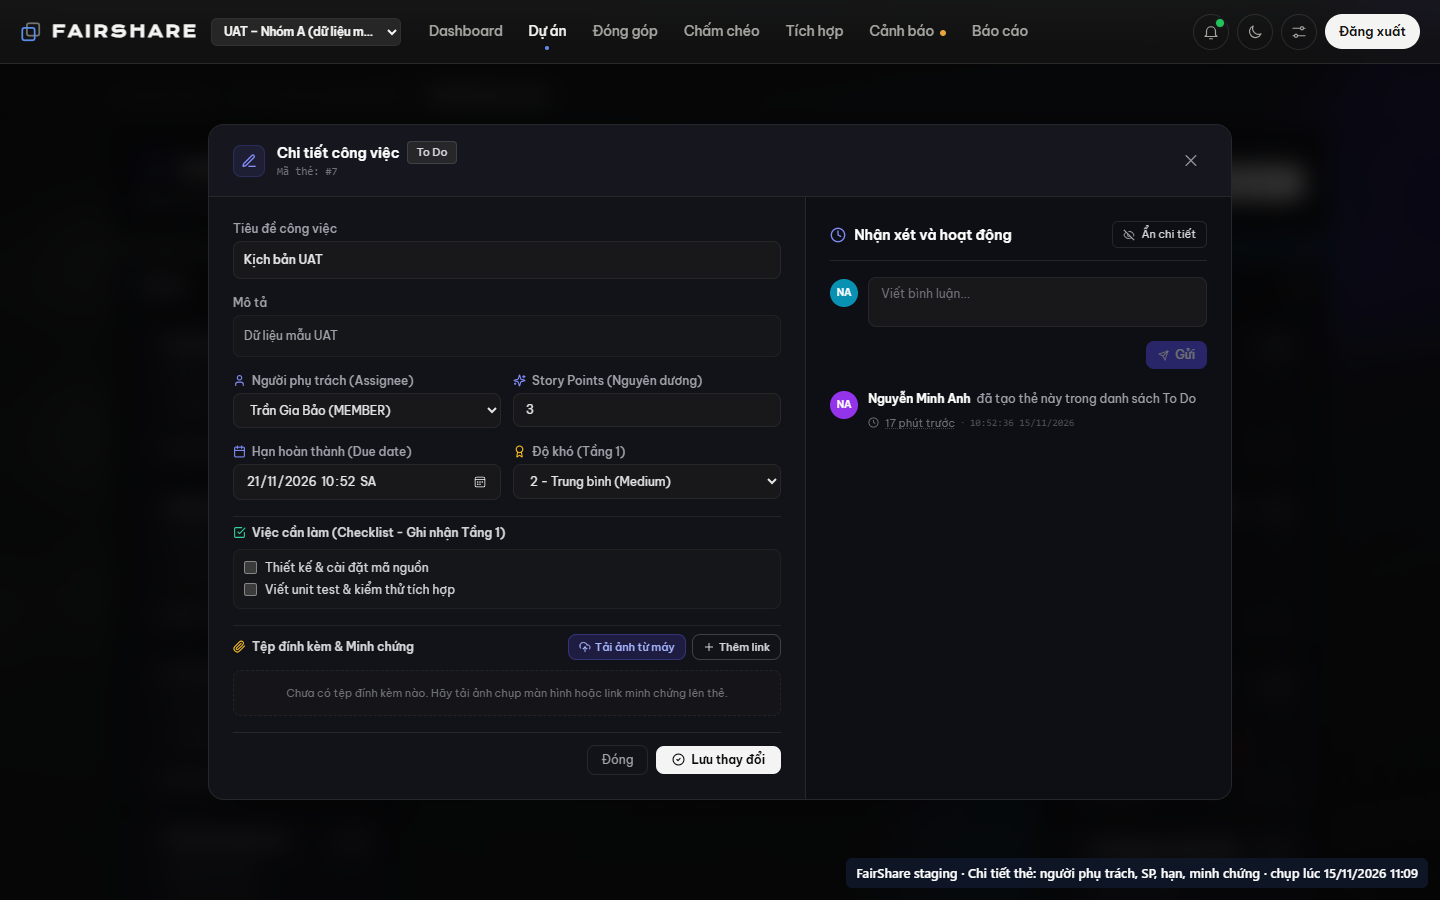 FAIRSHARE
UAT – Nhóm A (dữ liệu m...
Dashboard
Dự án
Đóng góp
Chấm chéo
Tích hợp
Cảnh báo
Báo cáo
Đăng xuất
Chi tiết công việc
To Do
Mã thẻ: #7
Tiêu đề công việc
Kịch bản UAT
Mô tả
Dữ liệu mẫu UAT
Người phụ trách (Assignee)
Story Points (Nguyên dương)
Trần Gia Bảo (MEMBER)
3
Hạn hoàn thành (Due date)
Độ khó (Tầng 1)
21/11/2026 10:52 SA
2 - Trung bình (Medium)
Việc cần làm (Checklist - Ghi nhận Tầng 1)
Thiết kế & cài đặt mã nguồn
Viết unit test & kiểm thử tích hợp
Tệp đính kèm & Minh chứng
Tải ảnh từ máy
Thêm link
Chưa có tệp đính kèm nào. Hãy tải ảnh chụp màn hình hoặc link minh chứng lên thẻ.
Đóng
Lưu thay đổi
Nhận xét và hoạt động
Ẩn chi tiết
NA
Viết bình luận...
Gửi
NA
Nguyễn Minh Anh đã tạo thẻ này trong danh sách To Do
17 phút trước · 10:52:36 15/11/2026
FairShare staging · Chi tiết thẻ: người phụ trách, SP, hạn, minh chứng · chụp lúc 15/11/2026 11:09